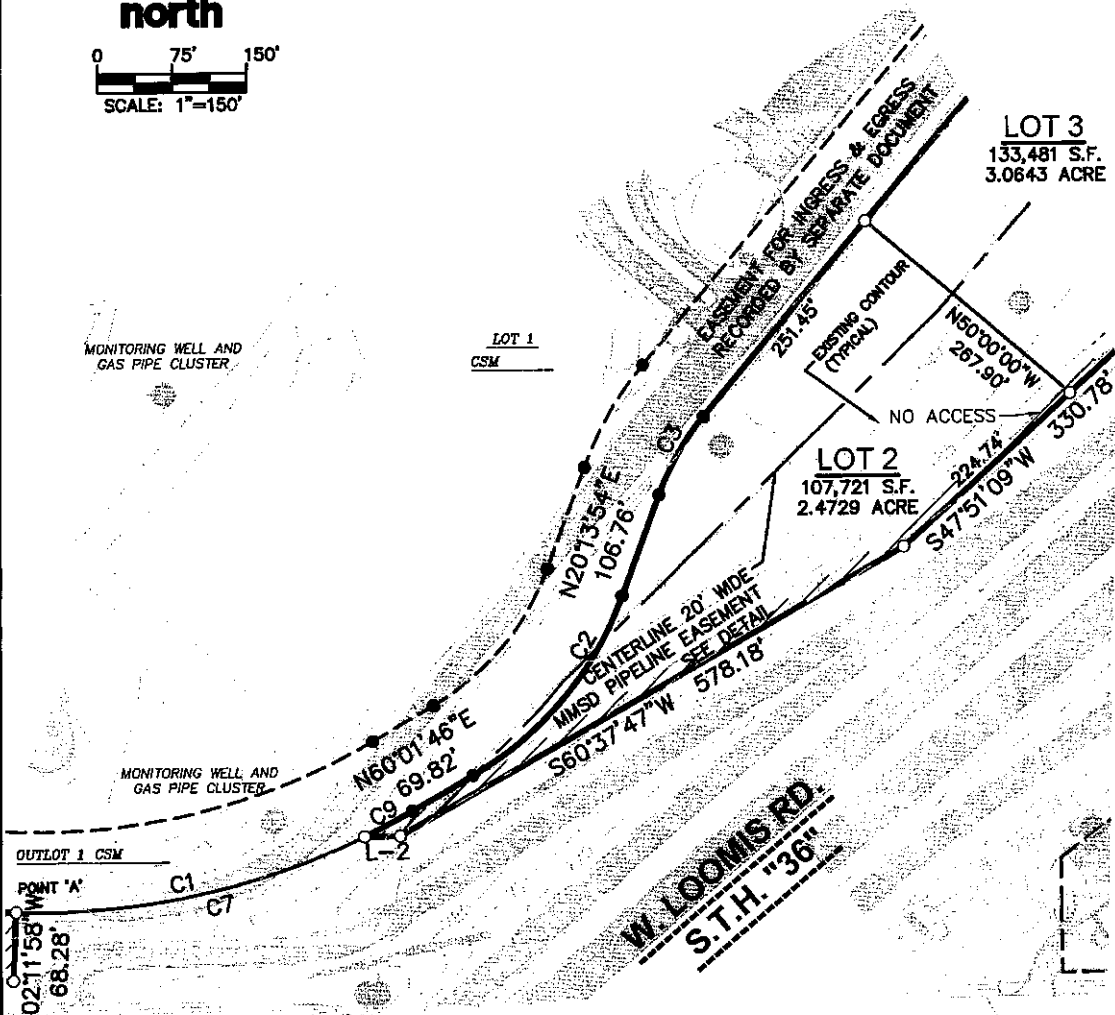 north
0 75' 150'
SCALE: 1"=150'
LOT 3
133,481 S.F.
3.0643 ACRE
EASEMENT FOR INGRESS & EGRESS
RECORDED BY SEPARATE DOCUMENT
251.45'
EXISTING CONTOUR
(TYPICAL)
N50°00'00"W
267.90'
MONITORING WELL AND
GAS PIPE CLUSTER
LOT 1
CSM
NO ACCESS
330.78'
C3
LOT 2
107,721 S.F.
2.4729 ACRE
224.74'
S47°51'09"W
N20°13'54"E
106.76'
C2
CENTERLINE 20' WIDE
MMSD PIPELINE EASEMENT
SEE DETAIL
578.18'
S60°37'47"W
N60°01'46"E
69.82'
C9
L-2
MONITORING WELL AND
GAS PIPE CLUSTER
OUTLOT 1 CSM
POINT "A"
C1
C7
02°11'58"W
68.28'
W. LOOMIS RD.
S.T.H. "36"